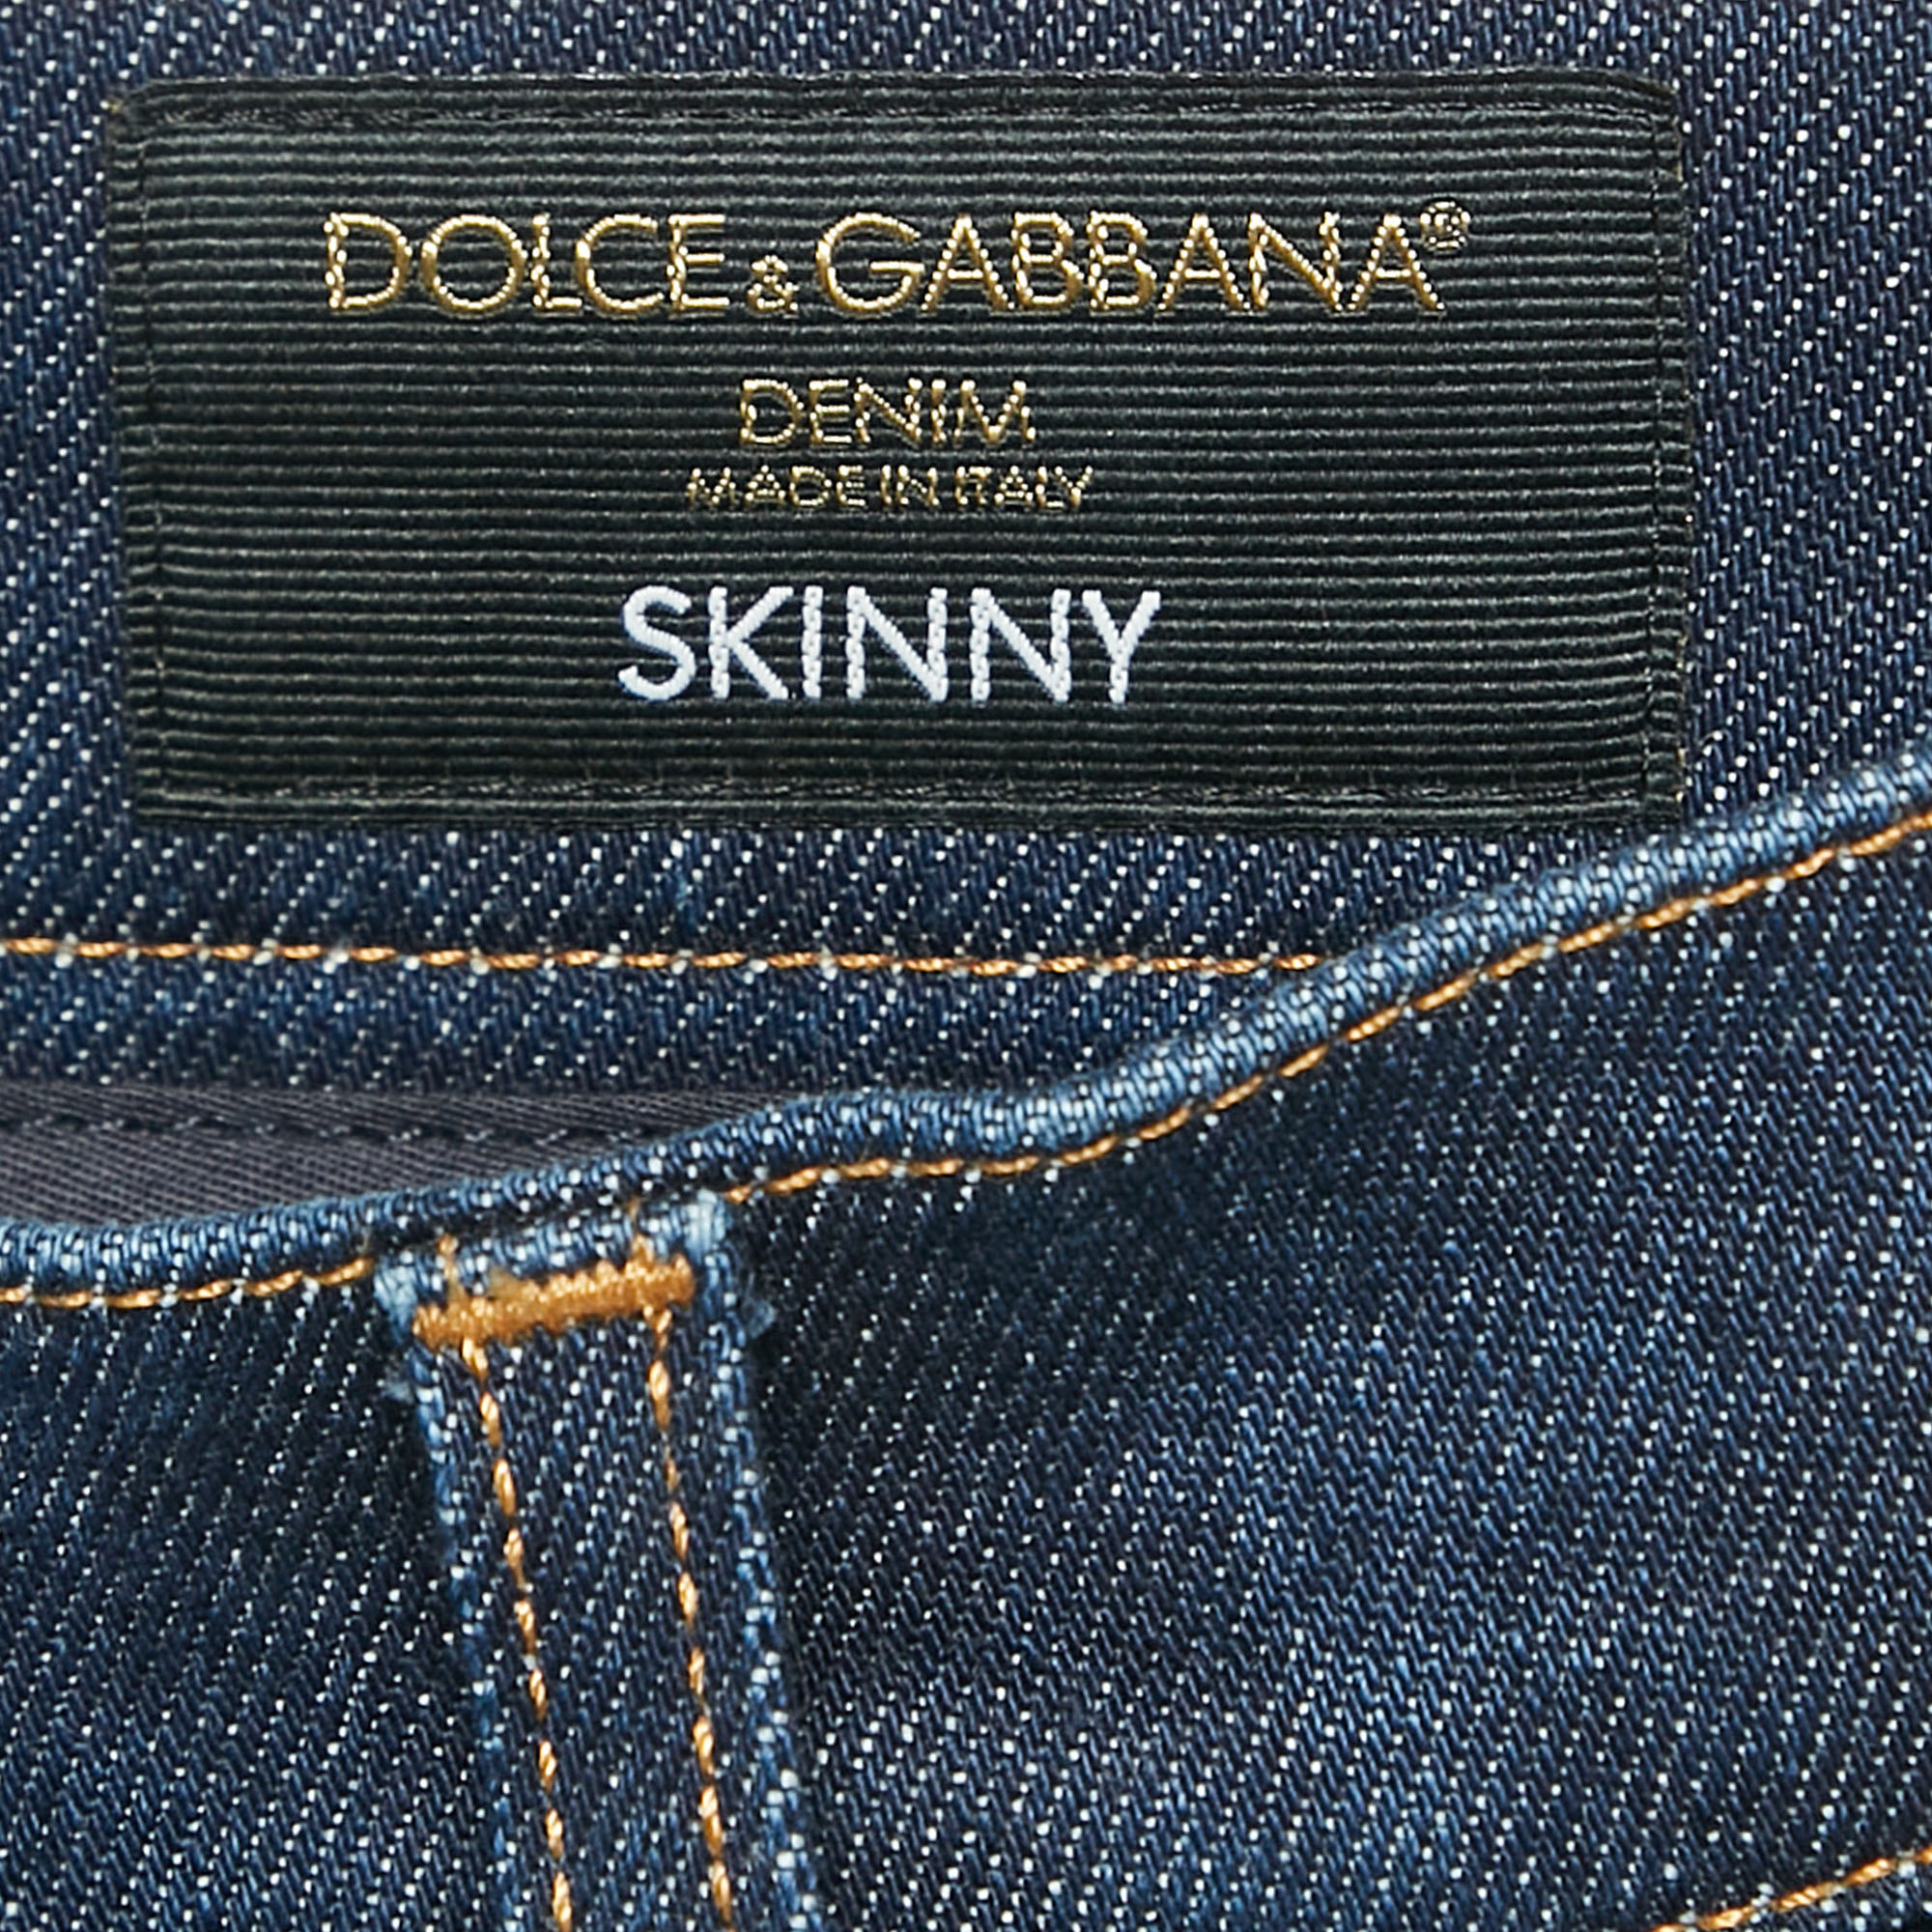 DOLCE & GABBANA®
DENIM
MADE IN ITALY
SKINNY